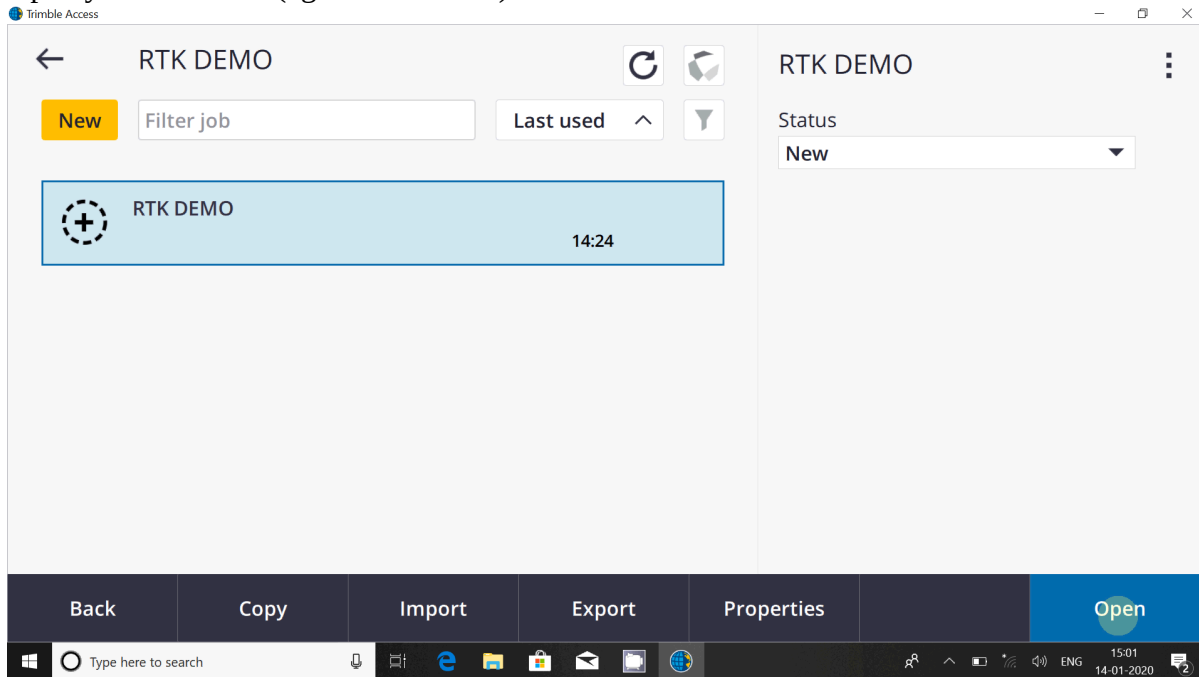 Trimble Access
RTK DEMO
New
Filter job
Last used
RTK DEMO
14:24
RTK DEMO
Status
New
Back
Copy
Import
Export
Properties
Open
Type here to search
ENG
15:01
14-01-2020
2